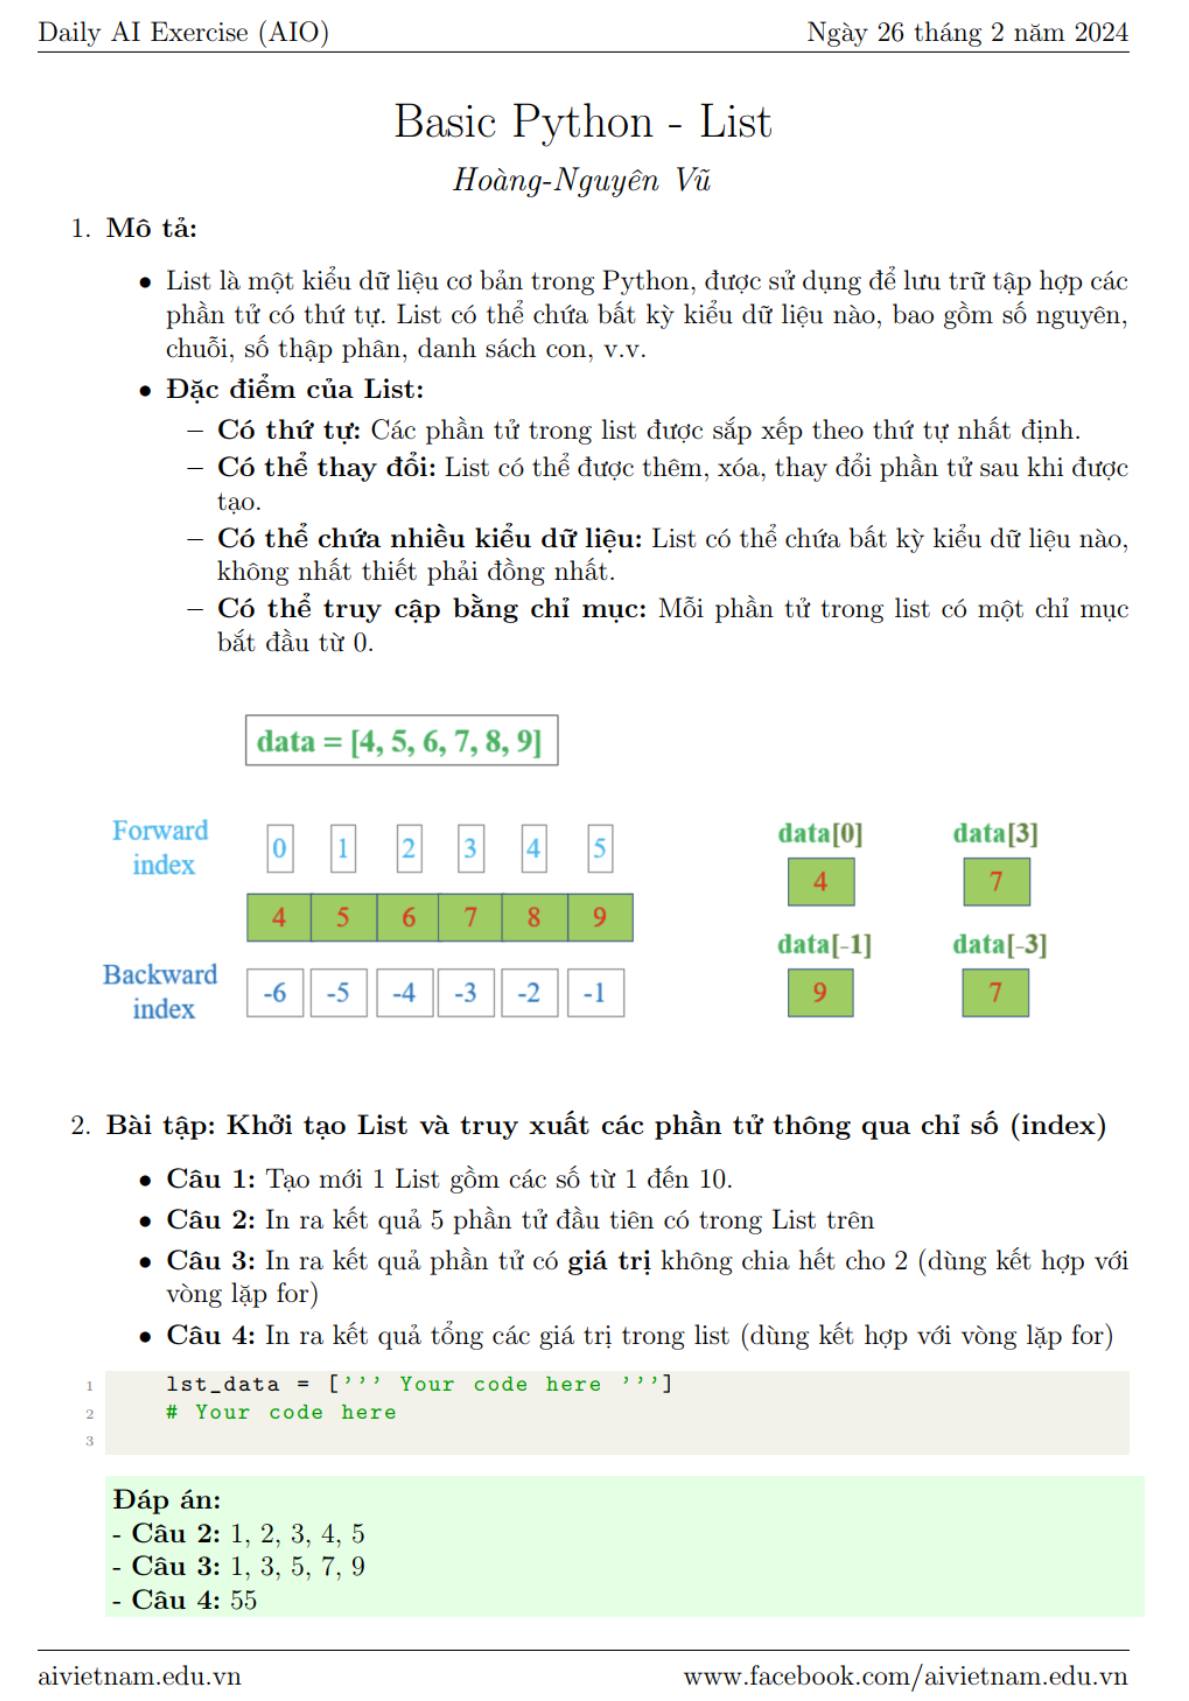 Daily AI Exercise (AIO) Ngày 26 tháng 2 năm 2024
Basic Python - List
Hoàng-Nguyên Vũ
1. Mô tả:
• List là một kiểu dữ liệu cơ bản trong Python, được sử dụng để lưu trữ tập hợp các
phần tử có thứ tự. List có thể chứa bất kỳ kiểu dữ liệu nào, bao gồm số nguyên,
chuỗi, số thập phân, danh sách con, v.v.
• Đặc điểm của List:
– Có thứ tự: Các phần tử trong list được sắp xếp theo thứ tự nhất định.
– Có thể thay đổi: List có thể được thêm, xóa, thay đổi phần tử sau khi được
tạo.
– Có thể chứa nhiều kiểu dữ liệu: List có thể chứa bất kỳ kiểu dữ liệu nào,
không nhất thiết phải đồng nhất.
– Có thể truy cập bằng chỉ mục: Mỗi phần tử trong list có một chỉ mục
bắt đầu từ 0.
data = [4, 5, 6, 7, 8, 9]
Forward
index
0 1 2 3 4 5
4 5 6 7 8 9
Backward
index
-6 -5 -4 -3 -2 -1
data[0] data[3]
4 7
data[-1] data[-3]
9 7
2. Bài tập: Khởi tạo List và truy xuất các phần tử thông qua chỉ số (index)
• Câu 1: Tạo mới 1 List gồm các số từ 1 đến 10.
• Câu 2: In ra kết quả 5 phần tử đầu tiên có trong List trên
• Câu 3: In ra kết quả phần tử có giá trị không chia hết cho 2 (dùng kết hợp với
vòng lặp for)
• Câu 4: In ra kết quả tổng các giá trị trong list (dùng kết hợp với vòng lặp for)
1 lst_data = [’’’ Your code here ’’’]
2 # Your code here
3
Đáp án:
- Câu 2: 1, 2, 3, 4, 5
- Câu 3: 1, 3, 5, 7, 9
- Câu 4: 55
aivietnam.edu.vn www.facebook.com/aivietnam.edu.vn